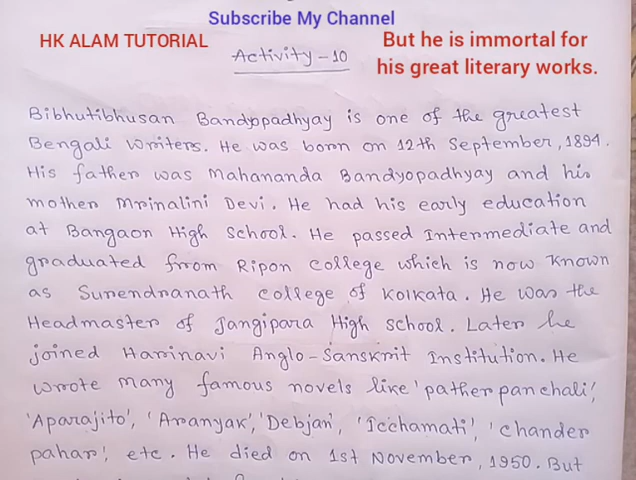 Subscribe My Channel
HK ALAM TUTORIAL
But he is immortal for
his great literary works.
Activity - 10
Bibhutibhusan Bandyopadhyay is one of the greatest
Bengali writers. He was born on 12th September, 1894.
His father was Mahananda Bandyopadhyay and his
mother Mrinalini Devi. He had his early education
at Bangaon High School. He passed Intermediate and
graduated from Ripon College which is now known
as Surendranath College of Kolkata. He was the
Headmaster of Jangipara High School. Later he
joined Harinavi Anglo-Sanskrit Institution. He
wrote many famous novels like 'pather panchali',
'Aparajito', 'Aranyak', 'Debjan', 'Icchamati', 'chander
pahar', etc. He died on 1st November, 1950. But